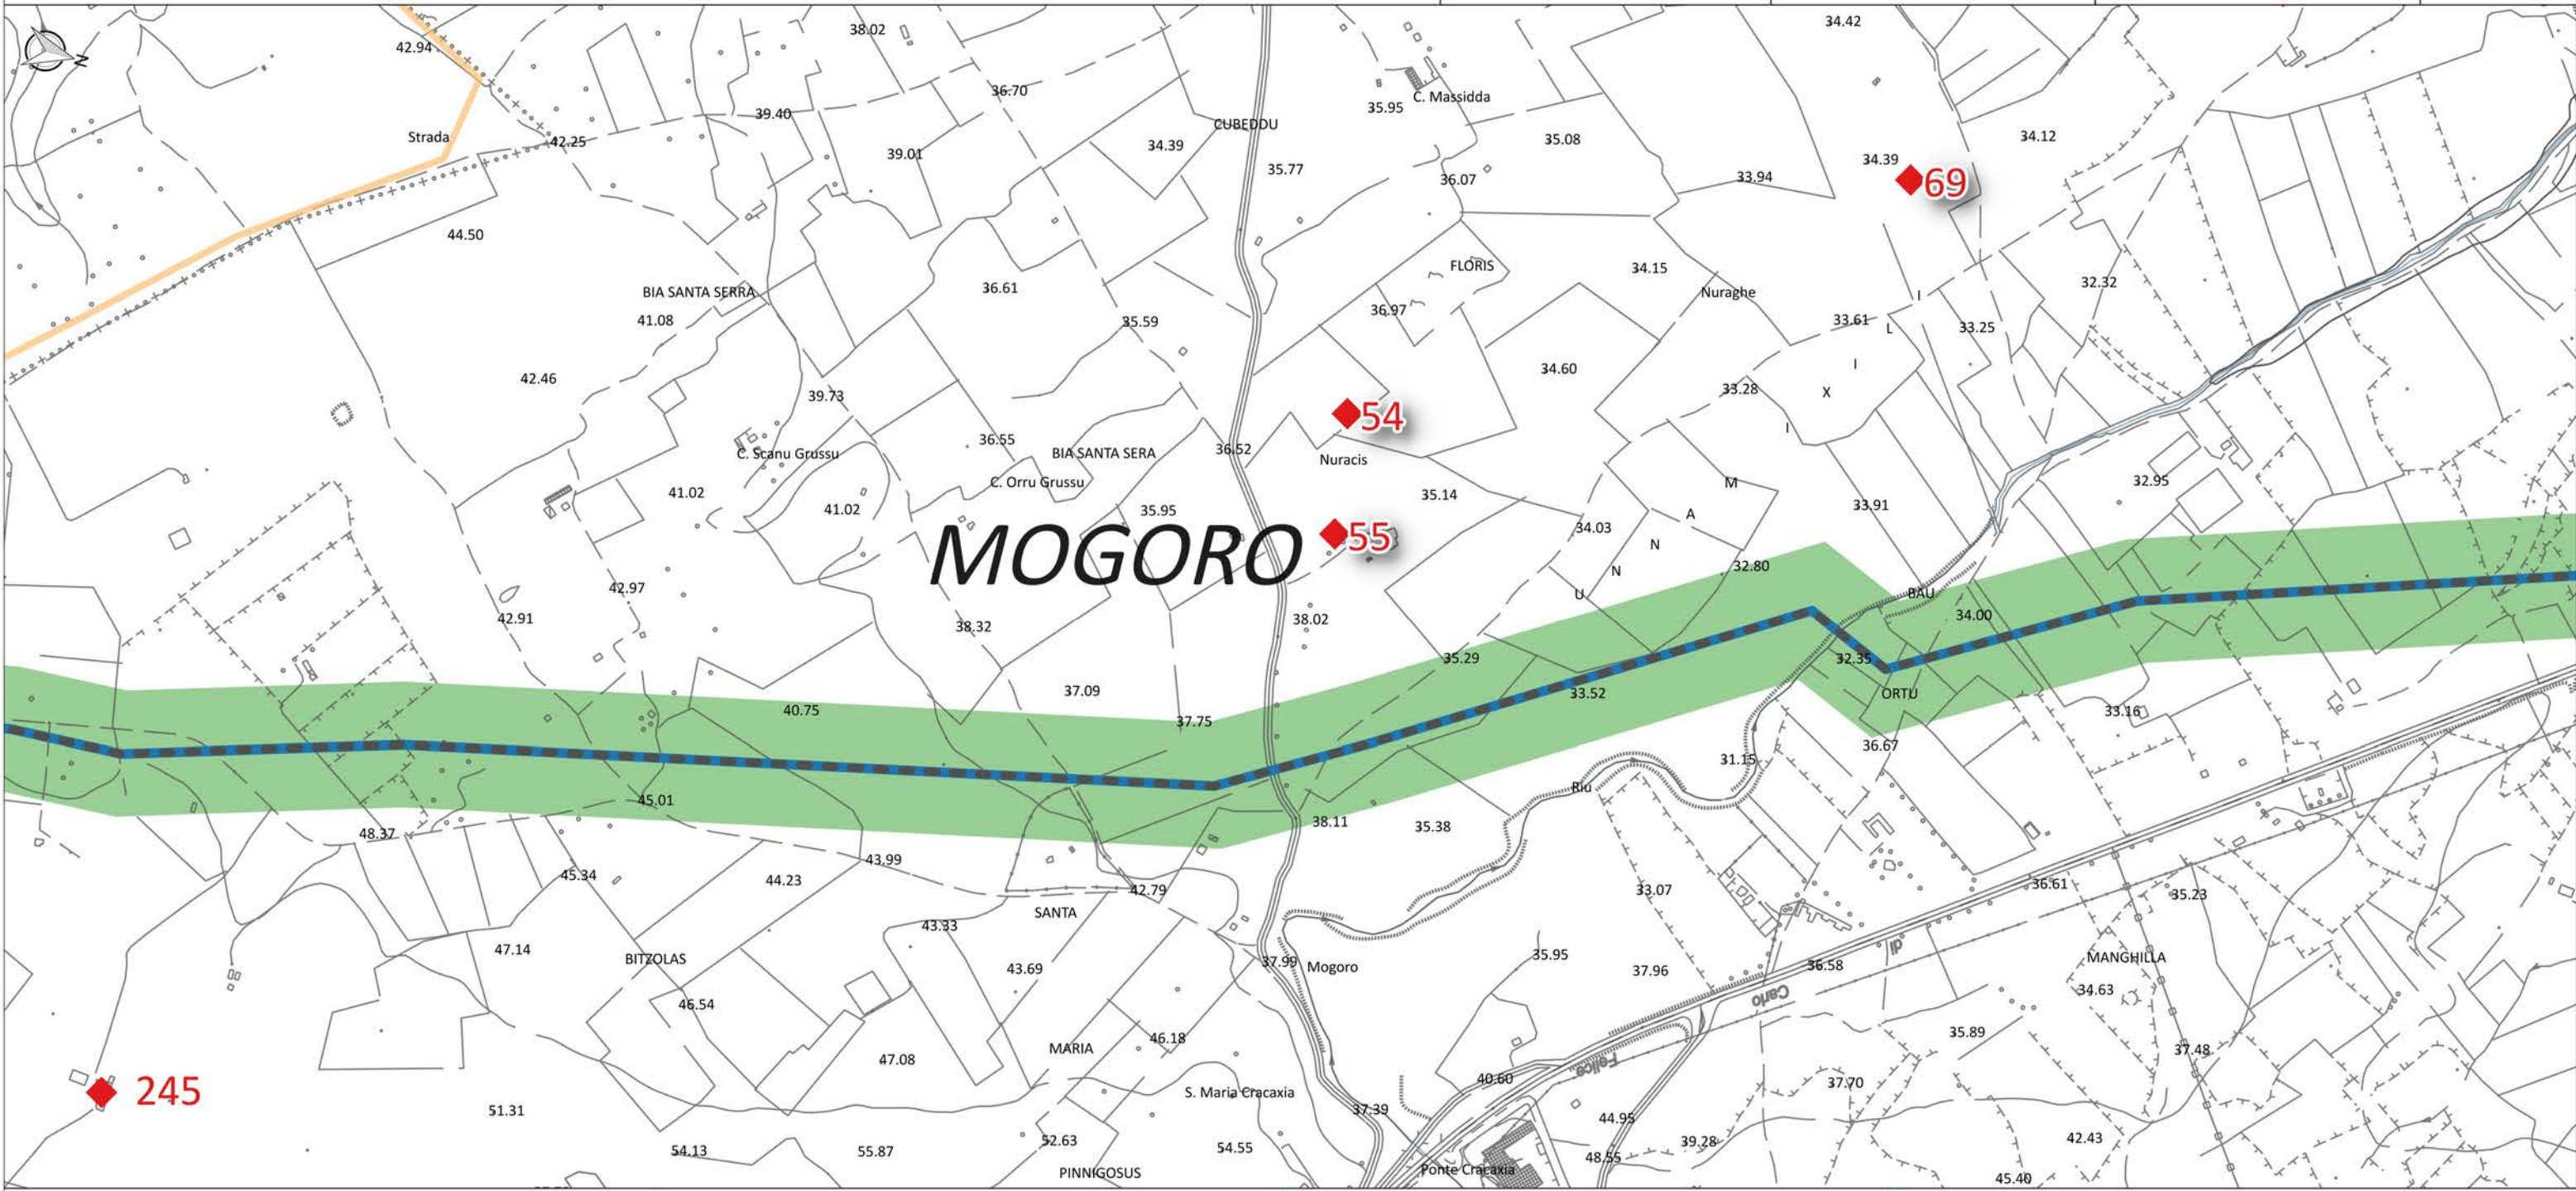 34.42
38.02
42.94
N
36.70
C. Massidda
35.95
39.40
CUBEDDU
Strada
34.12
42.25
35.08
34.39
39.01
34.39
35.77
33.94
36.07
69
44.50
FLORIS
34.15
32.32
36.61
BIA SANTA SERRA
Nuraghe
I
36.97
41.08
35.59
33.61
L
33.25
I
34.60
42.46
33.28
X
39.73
54
I
36.55
36.52
C. Scanu Grussu
BIA SANTA SERA
Nuracis
32.95
C. Orru Grussu
M
41.02
35.14
33.91
41.02
35.95
A
34.03
55
N
MOGORO
32.80
N
42.97
U
BAU
34.00
42.91
38.02
38.32
35.29
32.35
37.09
33.52
ORTU
40.75
33.16
37.75
36.67
31.15
Riu
45.01
38.11
35.38
48.37
43.99
45.34
44.23
36.61
42.79
33.07
35.23
SANTA
43.33
di
47.14
35.95
BITZOLAS
37.99
Mogoro
36.58
MANGHILLA
43.69
37.96
34.63
Carlo
46.54
35.89
46.18
MARIA
37.48
47.08
Felice
40.60
37.70
245
S. Maria Cracaxia
51.31
37.39
44.95
42.43
52.63
39.28
54.55
54.13
55.87
48.55
Ponte Cracaxia
PINNIGOSUS
45.40